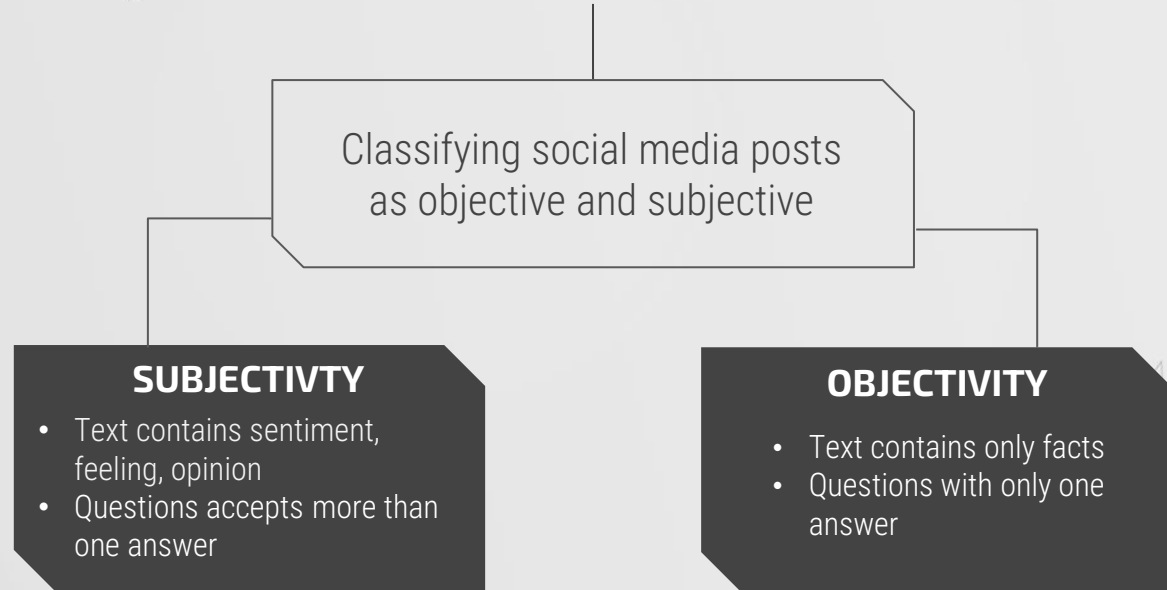 Classifying social media posts
as objective and subjective
SUBJECTIVTY
• Text contains sentiment,
feeling, opinion
• Questions accepts more than
one answer
OBJECTIVITY
• Text contains only facts
• Questions with only one
answer